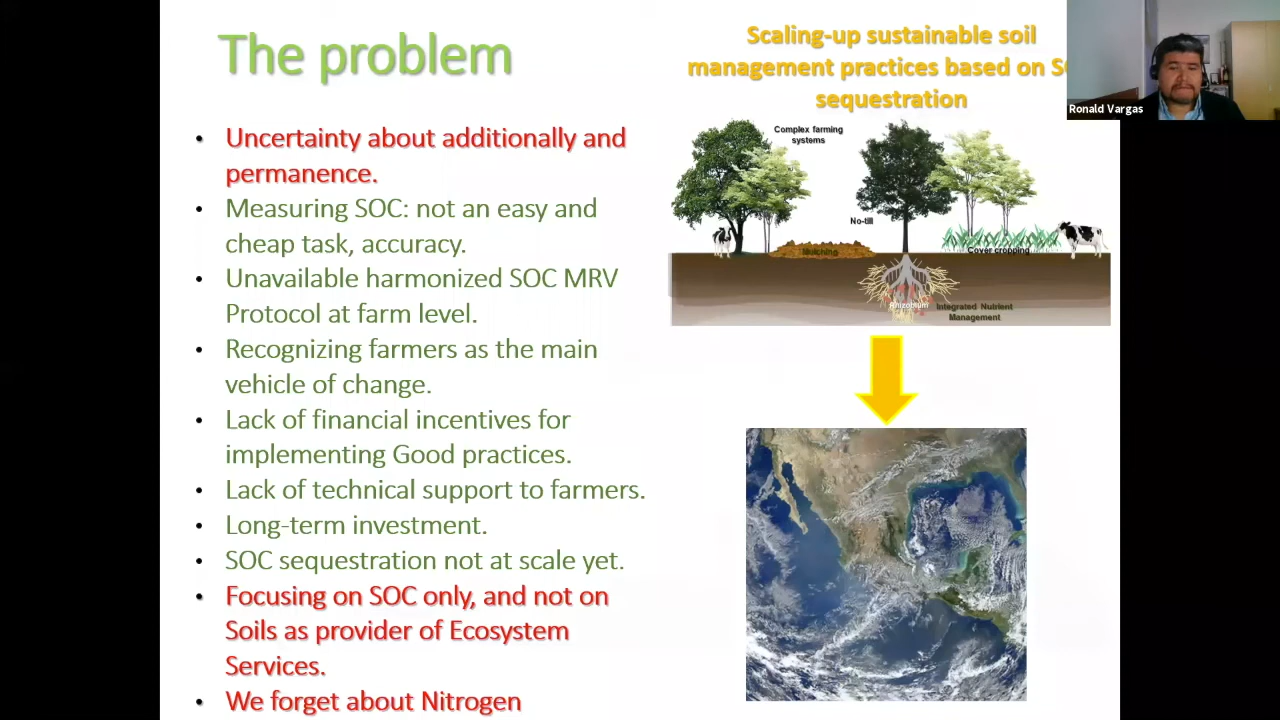 The problem
• Uncertainty about additionally and
permanence.
• Measuring SOC: not an easy and
cheap task, accuracy.
• Unavailable harmonized SOC MRV
Protocol at farm level.
• Recognizing farmers as the main
vehicle of change.
• Lack of financial incentives for
implementing Good practices.
• Lack of technical support to farmers.
• Long-term investment.
• SOC sequestration not at scale yet.
• Focusing on SOC only, and not on
Soils as provider of Ecosystem
Services.
• We forget about Nitrogen
Scaling-up sustainable soil
management practices based on
sequestration
Ronald Vargas
Complex farming
systems
No-till
Mulching
Cover cropping
Rhizobium
Integrated Nutrient
Management